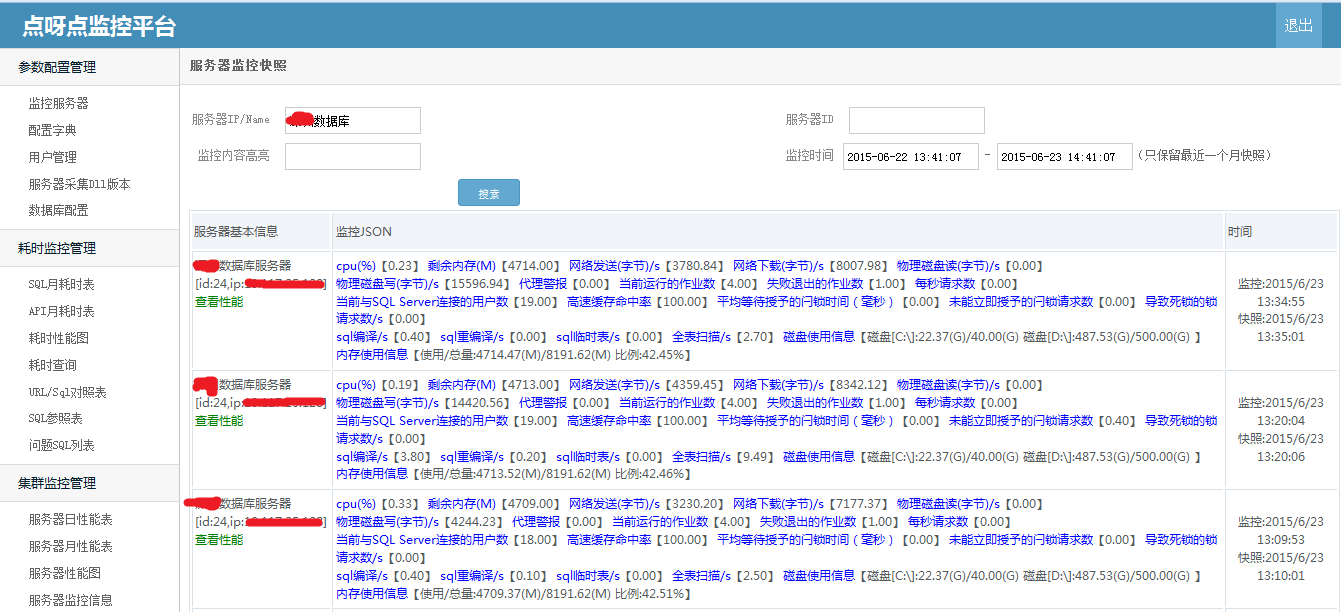 点呀点监控平台
退出
参数配置管理
监控服务器
配置字典
用户管理
服务器采集Dll版本
数据库配置
耗时监控管理
SQL月耗时表
API月耗时表
耗时性能图
耗时查询
URL/Sql对照表
SQL参照表
问题SQL列表
集群监控管理
服务器日性能表
服务器月性能表
服务器性能图
服务器监控信息
服务器监控快照
服务器IP/Name 数据库 服务器ID
监控内容高亮 监控时间 2015-06-22 13:41:07 - 2015-06-23 14:41:07 (只保留最近一个月快照)
搜索
服务器基本信息 监控JSON 时间
数据库服务器
[id:24,ip:
查看性能
cpu(%)【0.23】 剩余内存(M)【4714.00】 网络发送(字节)/s【3780.84】 网络下载(字节)/s【8007.98】 物理磁盘读(字节)/s【0.00】
物理磁盘写(字节)/s【15596.94】 代理警报【0.00】 当前运行的作业数【4.00】 失败退出的作业数【1.00】 每秒请求数【0.00】
当前与SQL Server连接的用户数【19.00】 高速缓存命中率【100.00】 平均等待授予的闩锁时间（毫秒）【0.00】 未能立即授予的闩锁请求数【0.00】 导致死锁的锁
请求数/s【0.00】
sql编译/s【0.40】 sql重编译/s【0.00】 sql临时表/s【0.00】 全表扫描/s【2.70】 磁盘使用信息【磁盘[C:\]:22.37(G)/40.00(G) 磁盘[D:\]:487.53(G)/500.00(G) 】
内存使用信息【使用/总量:4714.47(M)/8191.62(M) 比例:42.45%】
监控:2015/6/23
13:34:55
快照:2015/6/23
13:35:01
数据库服务器
[id:24,ip:
查看性能
cpu(%)【0.19】 剩余内存(M)【4713.00】 网络发送(字节)/s【4359.45】 网络下载(字节)/s【8342.12】 物理磁盘读(字节)/s【0.00】
物理磁盘写(字节)/s【14420.56】 代理警报【0.00】 当前运行的作业数【4.00】 失败退出的作业数【1.00】 每秒请求数【0.00】
当前与SQL Server连接的用户数【19.00】 高速缓存命中率【100.00】 平均等待授予的闩锁时间（毫秒）【0.00】 未能立即授予的闩锁请求数【0.40】 导致死锁的锁
请求数/s【0.00】
sql编译/s【3.80】 sql重编译/s【0.20】 sql临时表/s【0.00】 全表扫描/s【9.49】 磁盘使用信息【磁盘[C:\]:22.37(G)/40.00(G) 磁盘[D:\]:487.53(G)/500.00(G) 】
内存使用信息【使用/总量:4713.52(M)/8191.62(M) 比例:42.46%】
监控:2015/6/23
13:20:04
快照:2015/6/23
13:20:06
数据库服务器
[id:24,ip:
查看性能
cpu(%)【0.33】 剩余内存(M)【4709.00】 网络发送(字节)/s【3230.20】 网络下载(字节)/s【7177.37】 物理磁盘读(字节)/s【0.00】
物理磁盘写(字节)/s【4244.23】 代理警报【0.00】 当前运行的作业数【4.00】 失败退出的作业数【1.00】 每秒请求数【0.00】
当前与SQL Server连接的用户数【18.00】 高速缓存命中率【100.00】 平均等待授予的闩锁时间（毫秒）【0.00】 未能立即授予的闩锁请求数【0.00】 导致死锁的锁
请求数/s【0.00】
sql编译/s【0.40】 sql重编译/s【0.10】 sql临时表/s【0.00】 全表扫描/s【2.50】 磁盘使用信息【磁盘[C:\]:22.37(G)/40.00(G) 磁盘[D:\]:487.53(G)/500.00(G) 】
内存使用信息【使用/总量:4709.37(M)/8191.62(M) 比例:42.51%】
监控:2015/6/23
13:09:53
快照:2015/6/23
13:10:01